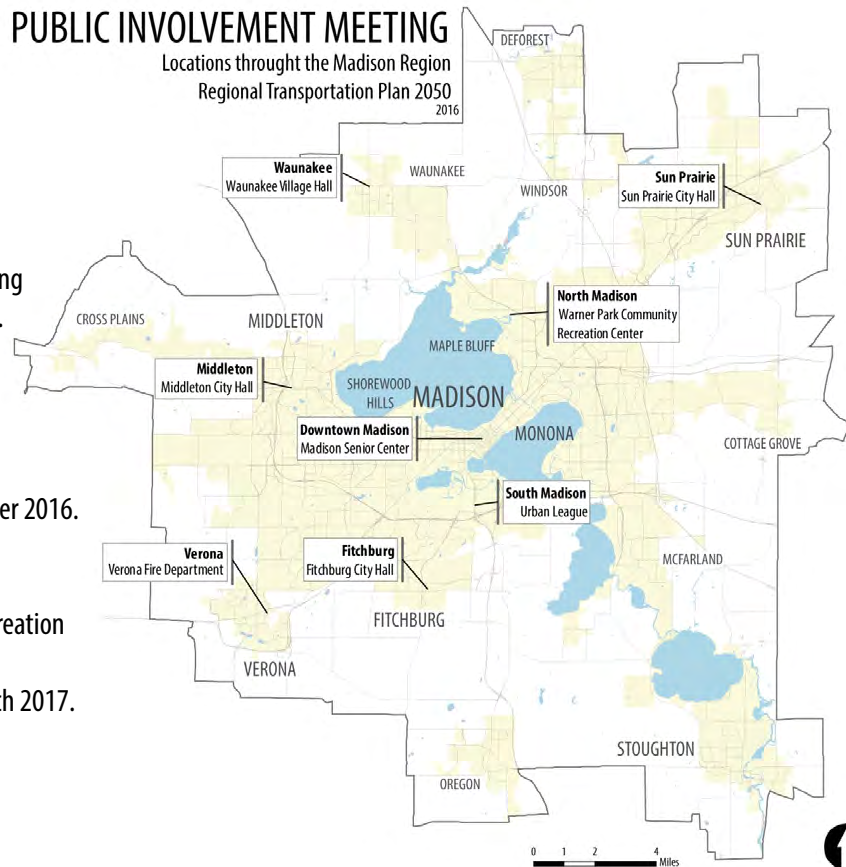 PUBLIC INVOLVEMENT MEETING
Locations throught the Madison Region
Regional Transportation Plan 2050
2016
DEFOREST
Waunakee
Waunakee Village Hall
WAUNAKEE
WINDSOR
Sun Prairie
Sun Prairie City Hall
SUN PRAIRIE
ng
.
North Madison
Warner Park Community
Recreation Center
CROSS PLAINS
MIDDLETON
MAPLE BLUFF
Middleton
Middleton City Hall
SHOREWOOD
HILLS
MADISON
Downtown Madison
Madison Senior Center
MONONA
COTTAGE GROVE
er 2016.
South Madison
Urban League
Verona
Verona Fire Department
Fitchburg
Fitchburg City Hall
MCFARLAND
reation
FITCHBURG
VERONA
ch 2017.
STOUGHTON
OREGON
0 1 2 4
Miles